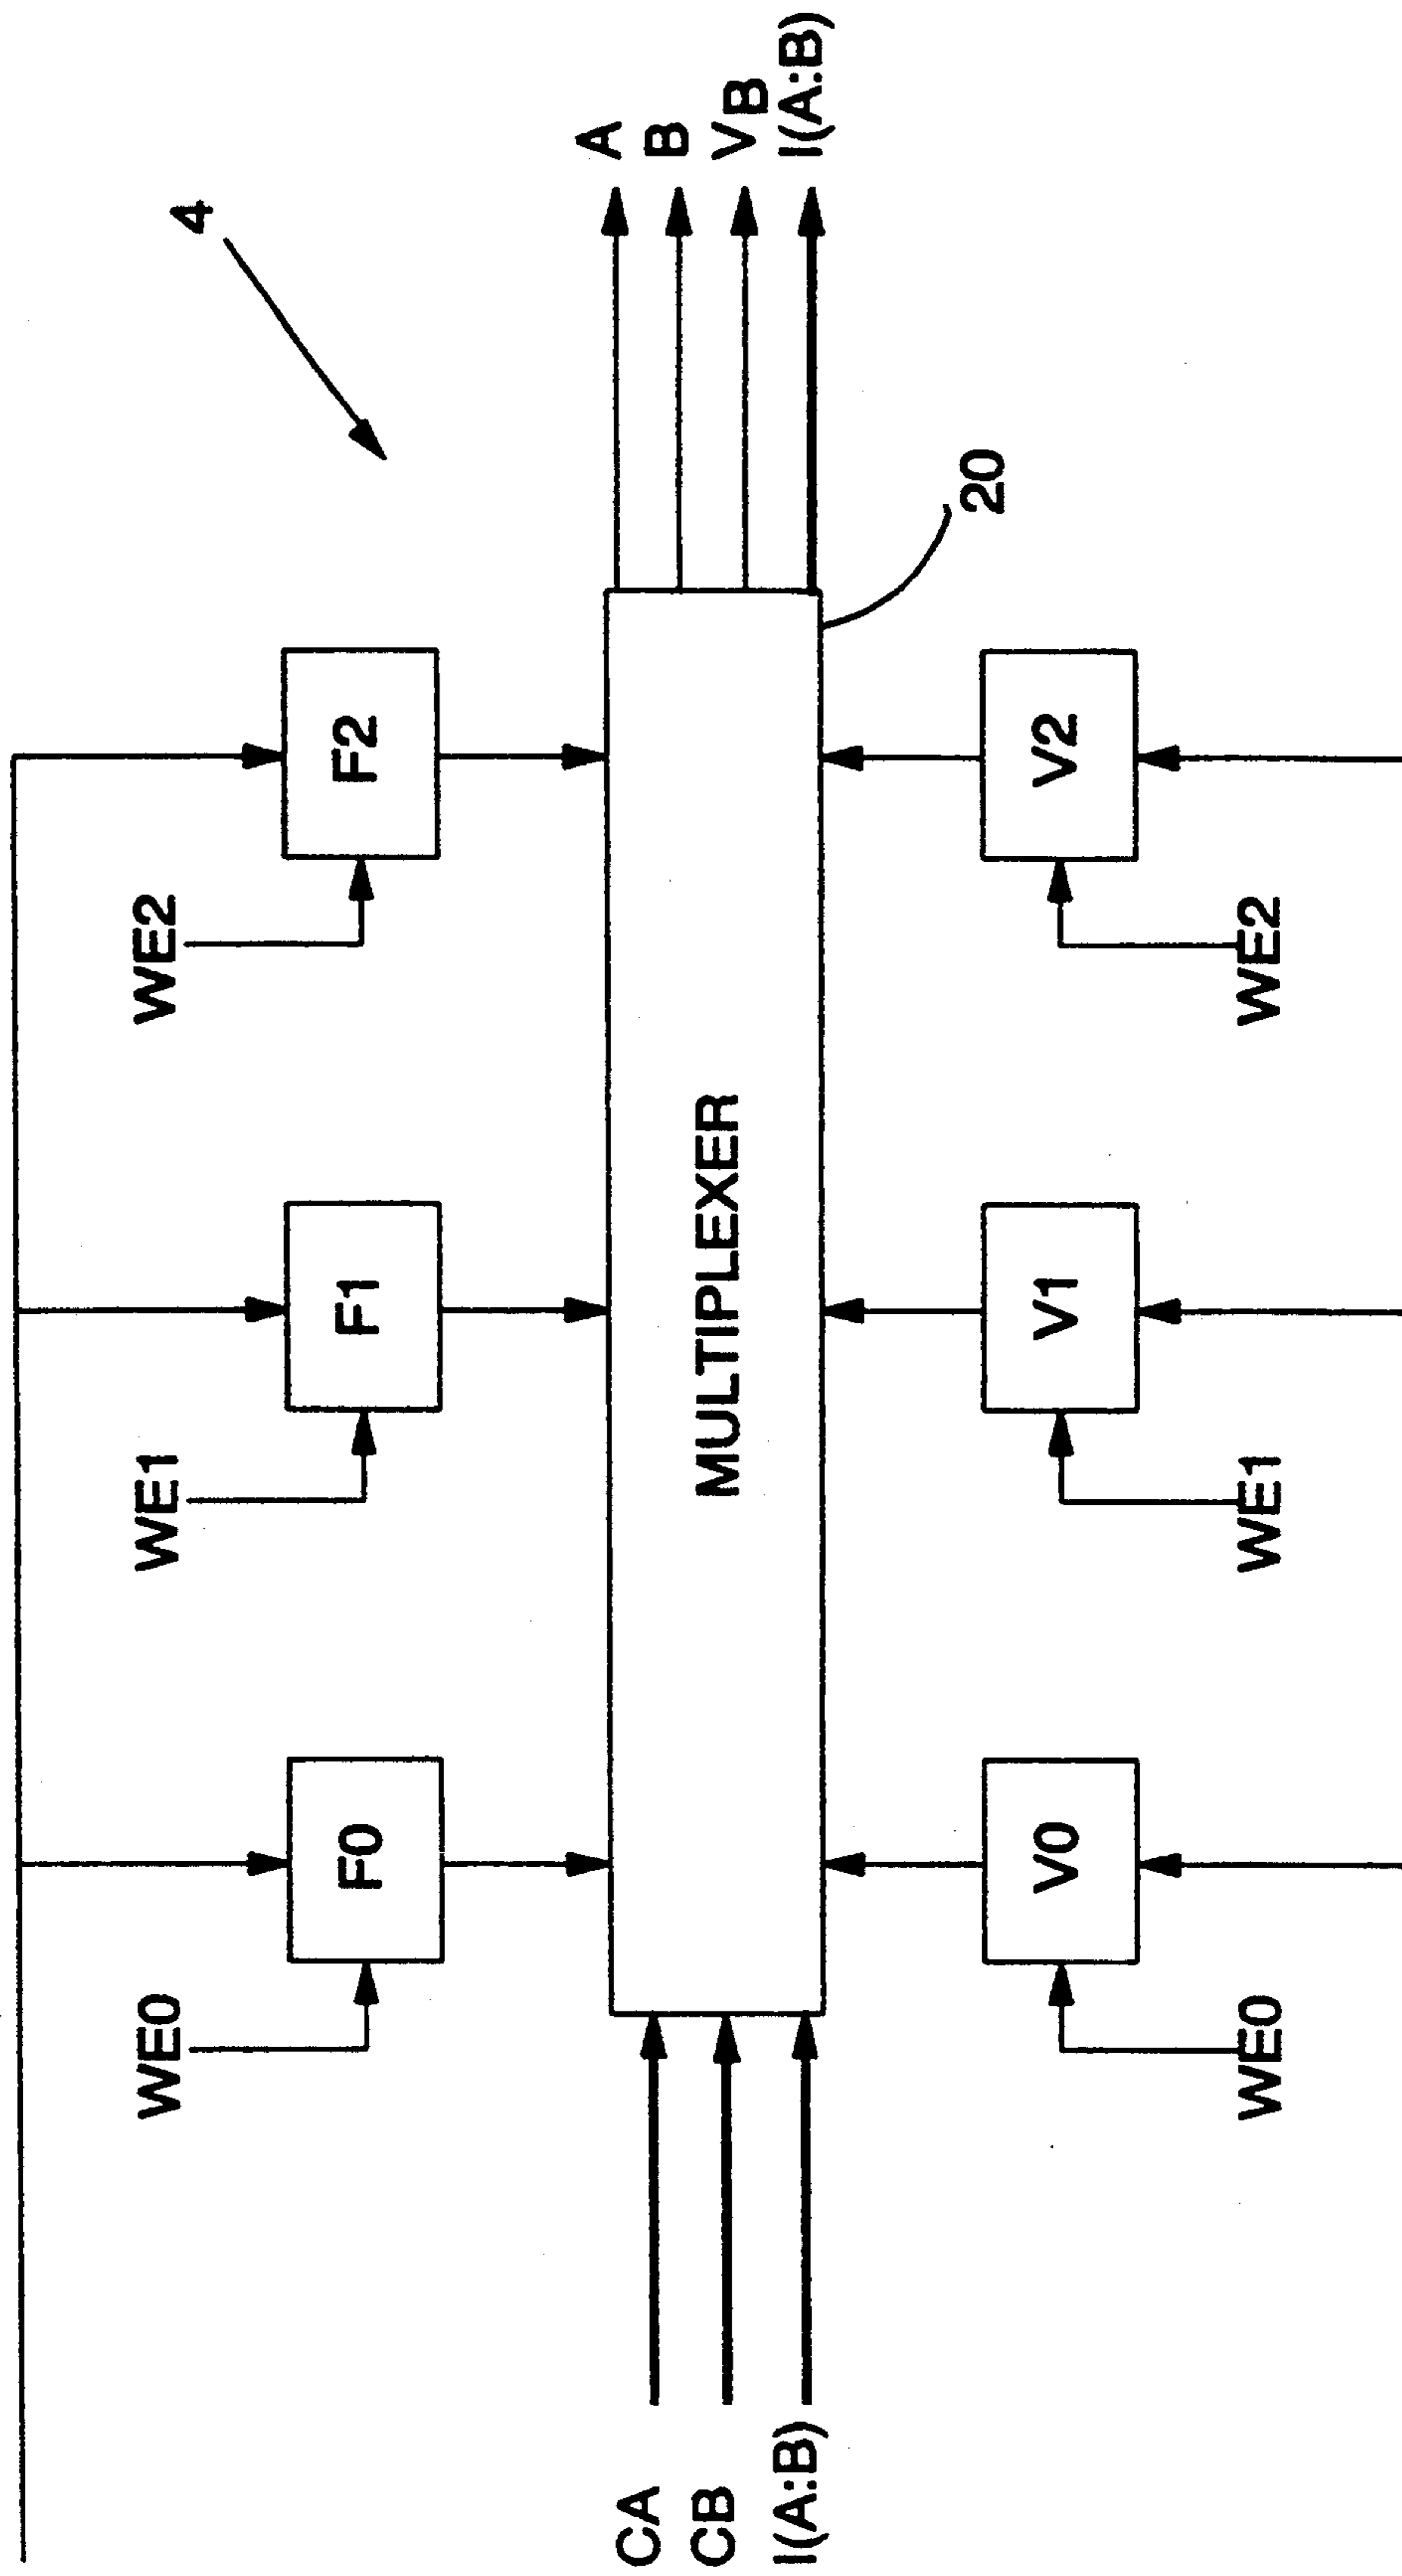 4
WE0
WE1
WE2
F0
F1
F2
CA
CB
I(A:B)
MULTIPLEXER
A
B
VB
I(A:B)
20
V0
V1
V2
WE0
WE1
WE2